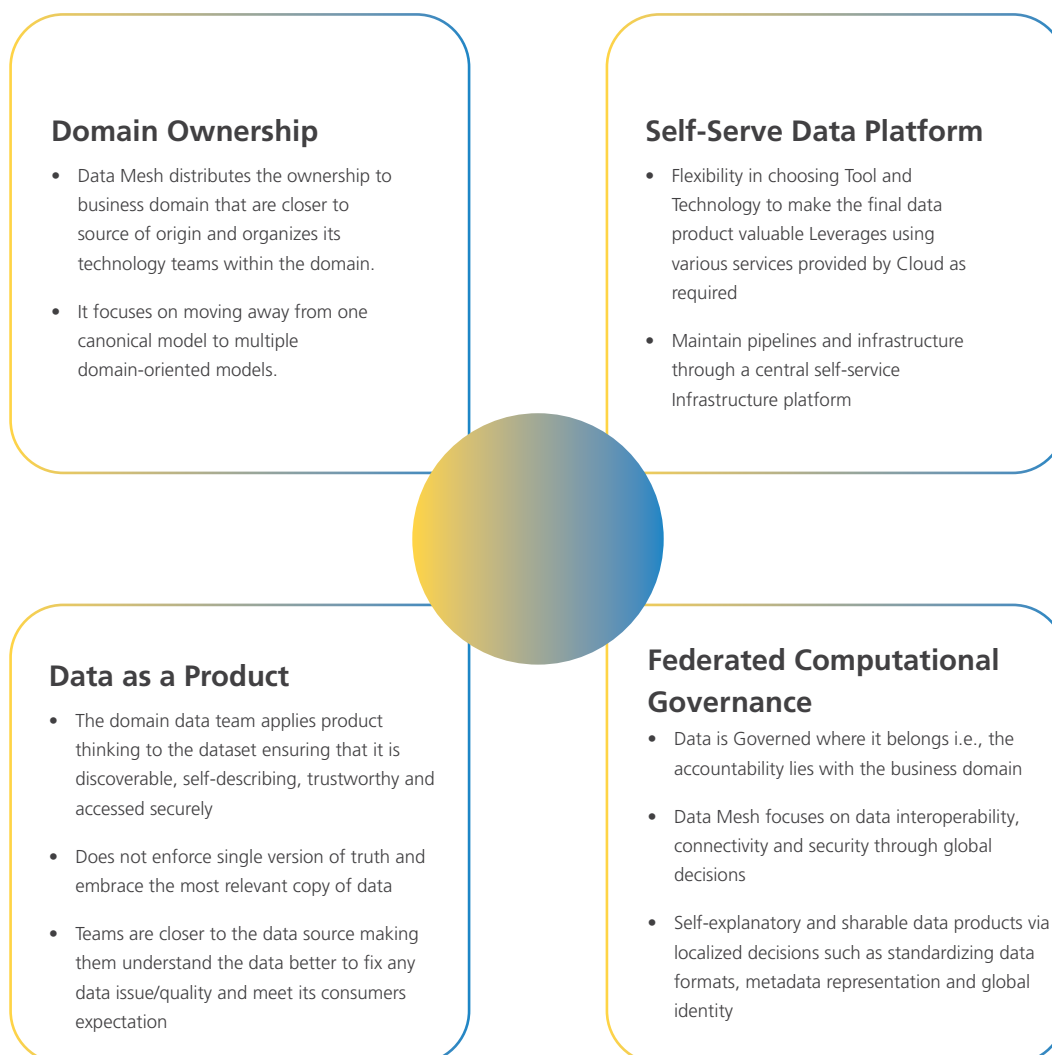 Domain Ownership
• Data Mesh distributes the ownership to
business domain that are closer to
source of origin and organizes its
technology teams within the domain.
• It focuses on moving away from one
canonical model to multiple
domain-oriented models.
Self-Serve Data Platform
• Flexibility in choosing Tool and
Technology to make the final data
product valuable Leverages using
various services provided by Cloud as
required
• Maintain pipelines and infrastructure
through a central self-service
Infrastructure platform
Data as a Product
• The domain data team applies product
thinking to the dataset ensuring that it is
discoverable, self-describing, trustworthy and
accessed securely
• Does not enforce single version of truth and
embrace the most relevant copy of data
• Teams are closer to the data source making
them understand the data better to fix any
data issue/quality and meet its consumers
expectation
Federated Computational
Governance
• Data is Governed where it belongs i.e., the
accountability lies with the business domain
• Data Mesh focuses on data interoperability,
connectivity and security through global
decisions
• Self-explanatory and sharable data products via
localized decisions such as standardizing data
formats, metadata representation and global
identity